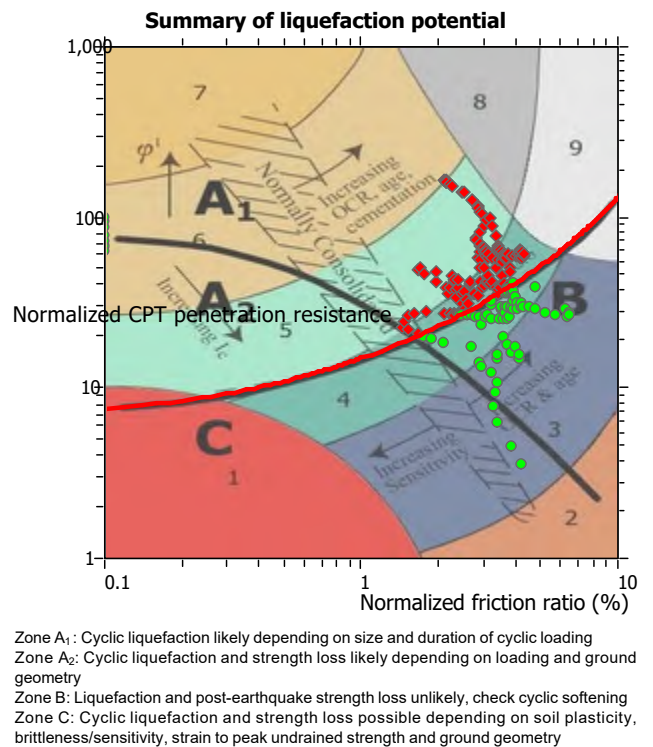 Summary of liquefaction potential
1,000
7
8
9
φ'
Increasing
OCR, age,
cementation
A1
100
6
Normally Consolidated
A2
B
Increasing Ic
Normalized CPT penetration resistance
5
10
4
Increasing
OCR & age
3
C
1
Increasing
Sensitivity
2
1
0.1
1
10
Normalized friction ratio (%)
Zone A1: Cyclic liquefaction likely depending on size and duration of cyclic loading
Zone A2: Cyclic liquefaction and strength loss likely depending on loading and ground
geometry
Zone B: Liquefaction and post-earthquake strength loss unlikely, check cyclic softening
Zone C: Cyclic liquefaction and strength loss possible depending on soil plasticity,
brittleness/sensitivity, strain to peak undrained strength and ground geometry